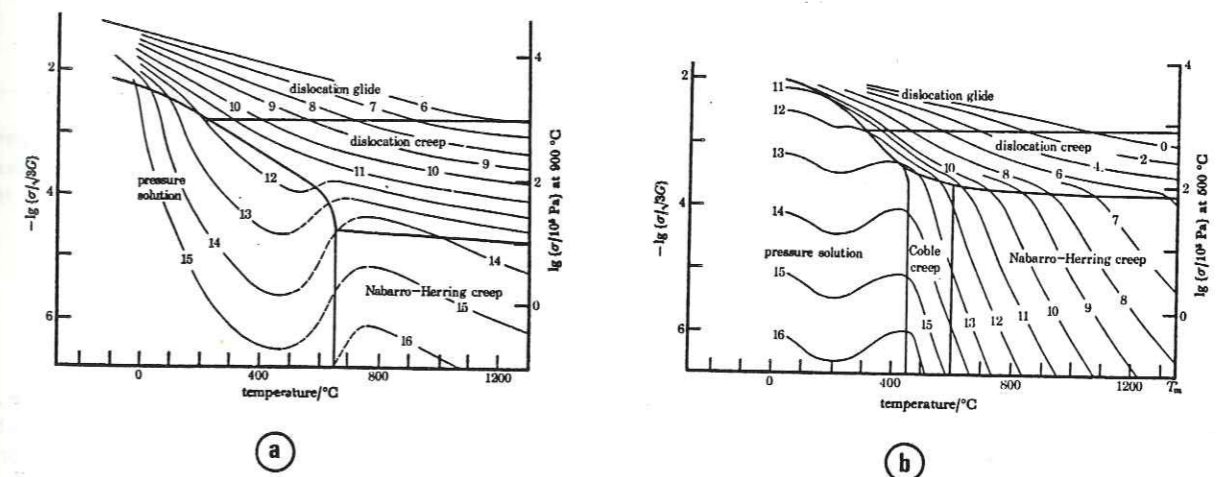 2
4
6
−lg {σ/√3G}
dislocation glide
dislocation creep
pressure
solution
Nabarro–Herring creep
10
9
8
7
6
9
10
11
12
13
14
15
14
15
16
4
2
0
lg {σ/10⁵ Pa} at 900 °C
0
400
800
1200
temperature/°C
a
2
4
6
−lg {σ/√3G}
dislocation glide
dislocation creep
pressure solution
Coble
creep
Nabarro–Herring creep
11
12
13
14
15
16
0
2
4
6
8
10
7
8
9
10
11
12
13
15
4
2
0
lg {σ/10⁵ Pa} at 500 °C
0
400
800
1200
Tm
temperature/°C
b